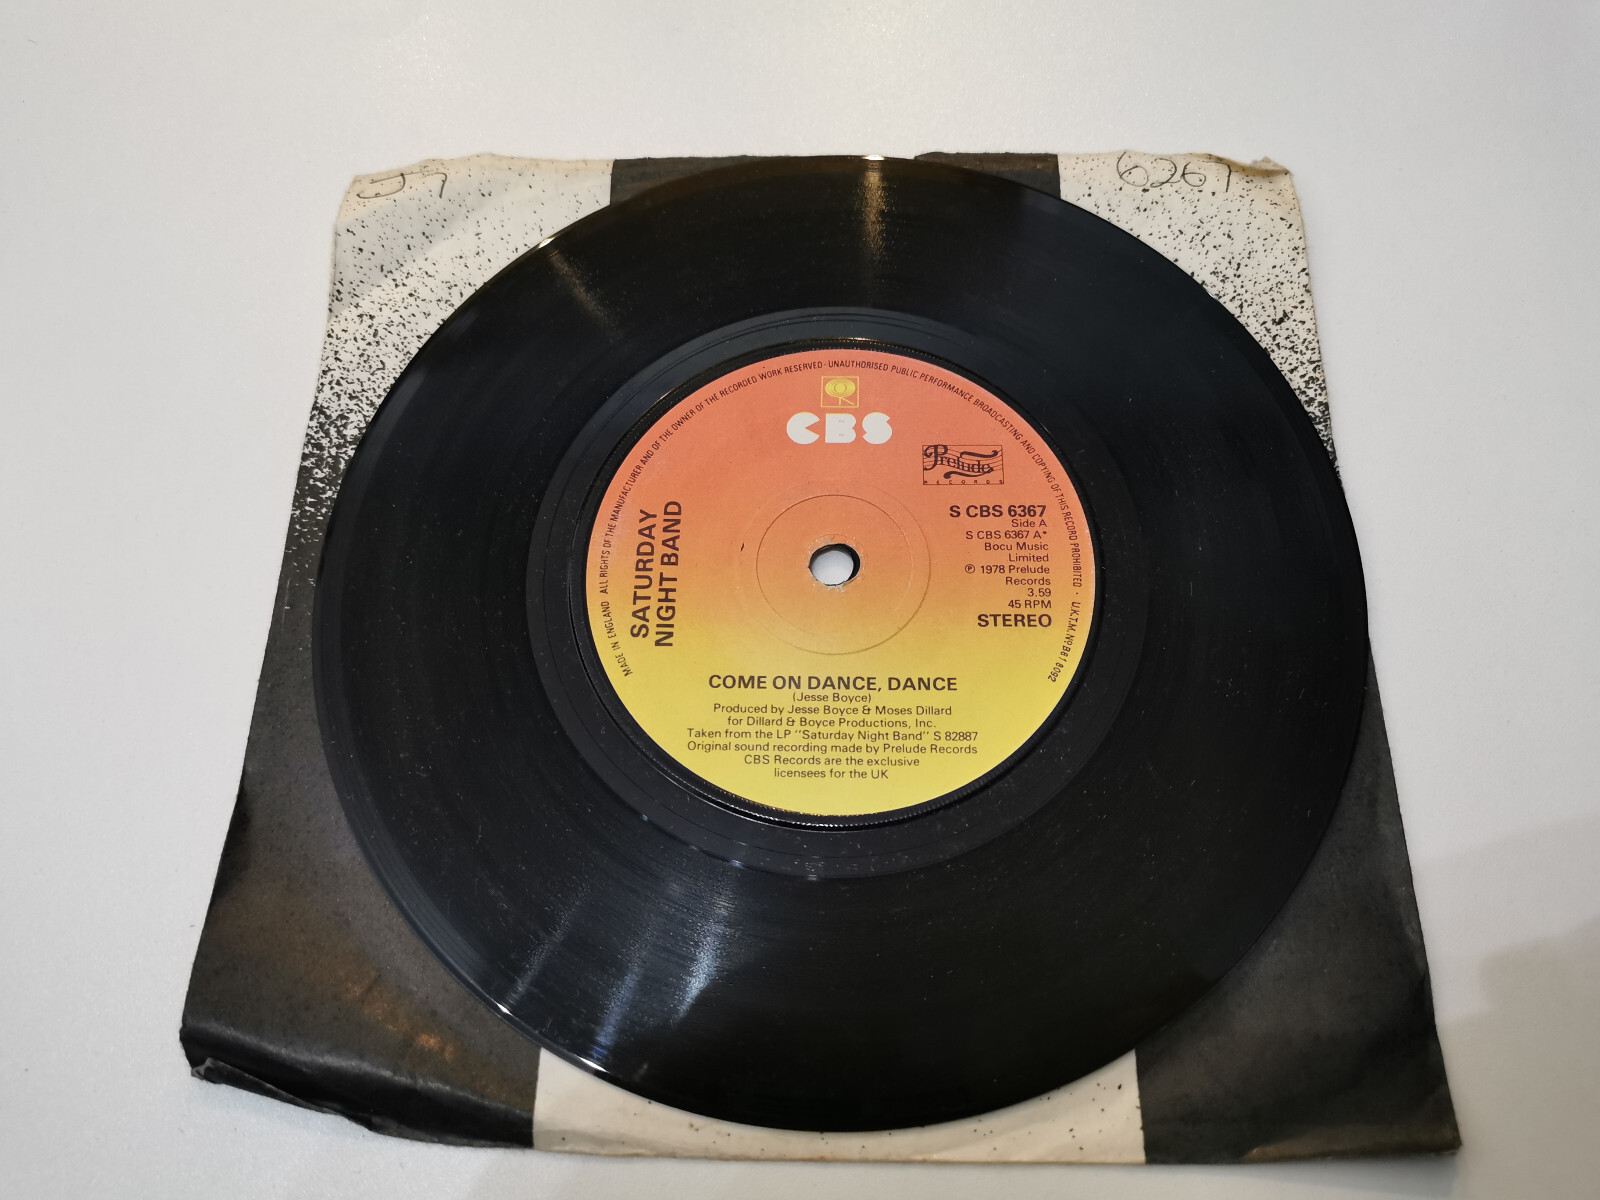 6267
MADE IN ENGLAND ALL RIGHTS OF THE MANUFACTURER AND OF THE OWNER OF THE RECORDED WORK RESERVED · UNAUTHORISED PUBLIC PERFORMANCE BROADCASTING AND COPYING OF THIS RECORD PROHIBITED · U.K.T.M. Nº B618092
CBS
Prelude
RECORDS
SATURDAY
NIGHT BAND
S CBS 6367
Side A
S CBS 6367 A*
Bocu Music
Limited
℗ 1978 Prelude
Records
3.59
45 RPM
STEREO
COME ON DANCE, DANCE
(Jesse Boyce)
Produced by Jesse Boyce & Moses Dillard
for Dillard & Boyce Productions, Inc.
Taken from the LP "Saturday Night Band" S 82887
Original sound recording made by Prelude Records
CBS Records are the exclusive
licensees for the UK